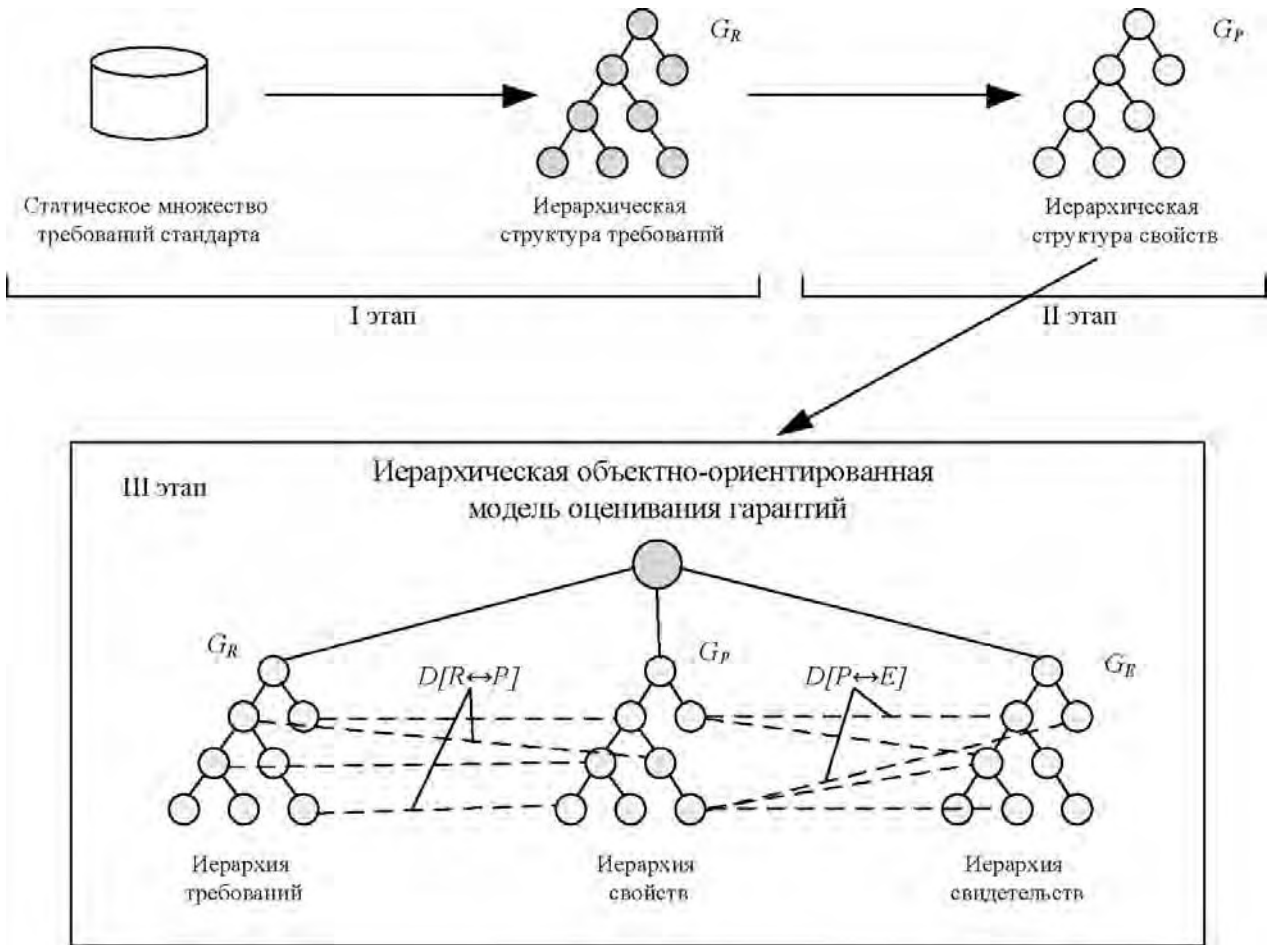 G_R
G_P
Статическое множество
требований стандарта
Иерархическая
структура требований
Иерархическая
структура свойств
I этап
II этап
III этап
Иерархическая объектно-ориентированная
модель оценивания гарантий
G_R
D[R↔P]
G_P
D[P↔E]
G_E
Иерархия
требований
Иерархия
свойств
Иерархия
свидетельств